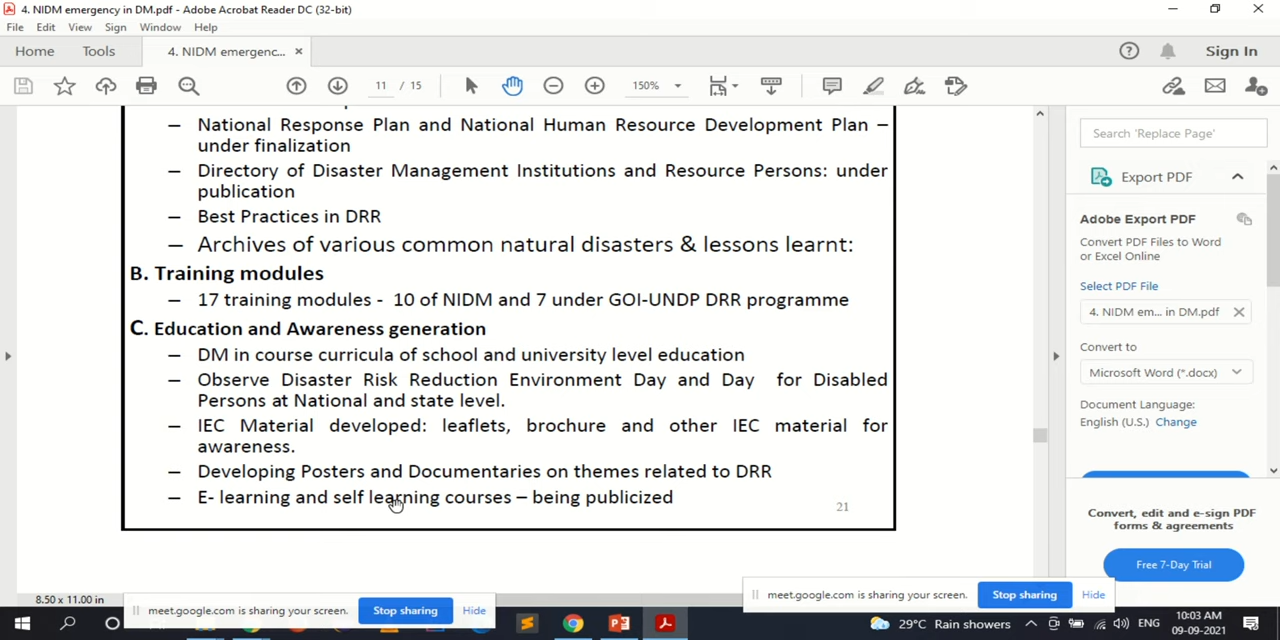 4. NIDM emergency in DM.pdf - Adobe Acrobat Reader DC (32-bit)
File Edit View Sign Window Help
Home Tools 4. NIDM emergenc... × Sign In
11 / 15 150%
National Response Plan and National Human Resource Development Plan –
under finalization
– Directory of Disaster Management Institutions and Resource Persons: under
publication
– Best Practices in DRR
– Archives of various common natural disasters & lessons learnt:
B. Training modules
– 17 training modules - 10 of NIDM and 7 under GOI-UNDP DRR programme
C. Education and Awareness generation
– DM in course curricula of school and university level education
– Observe Disaster Risk Reduction Environment Day and Day for Disabled
Persons at National and state level.
– IEC Material developed: leaflets, brochure and other IEC material for
awareness.
– Developing Posters and Documentaries on themes related to DRR
– E- learning and self learning courses – being publicized
21
8.50 x 11.00 in
Search 'Replace Page'
Export PDF
Adobe Export PDF
Convert PDF Files to Word
or Excel Online
Select PDF File
4. NIDM em... in DM.pdf
Convert to
Microsoft Word (*.docx)
Document Language:
English (U.S.) Change
Convert, edit and e-sign PDF
forms & agreements
Free 7-Day Trial
meet.google.com is sharing your screen. Stop sharing Hide
meet.google.com is sharing your screen. Stop sharing Hide
29°C Rain showers ENG
10:03 AM
09-09-2021